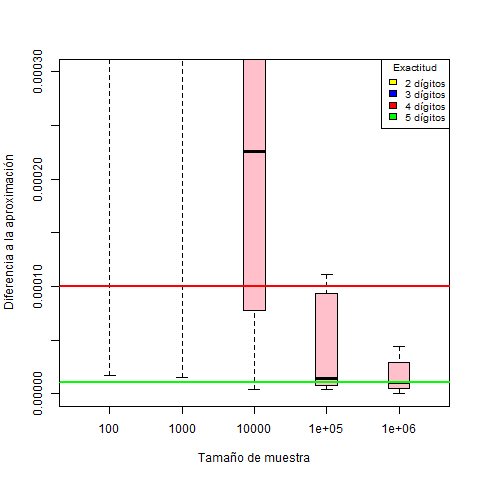 Exactitud
2 dígitos
3 dígitos
4 dígitos
5 dígitos
Diferencia a la aproximación
0.00030
0.00020
0.00010
0.00000
100 1000 10000 1e+05 1e+06
Tamaño de muestra